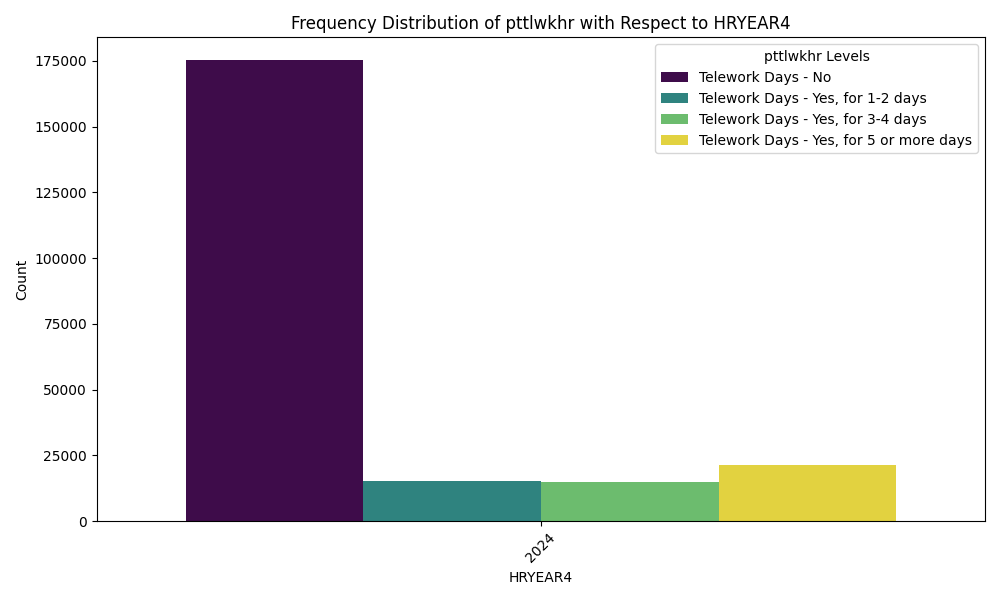 Frequency Distribution of pttlwkhr with Respect to HRYEAR4
pttlwkhr Levels
Telework Days - No
Telework Days - Yes, for 1-2 days
Telework Days - Yes, for 3-4 days
Telework Days - Yes, for 5 or more days
Count
175000
150000
125000
100000
75000
50000
25000
0
2024
HRYEAR4